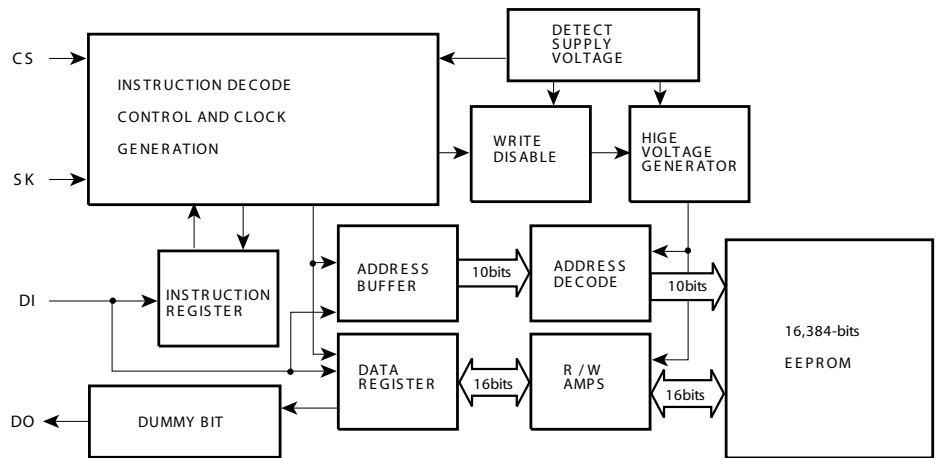 CS
SK
DI
DO
INSTRUCTION DECODE
CONTROL AND CLOCK
GENERATION
DETECT
SUPPLY
VOLTAGE
WRITE
DISABLE
HIGE
VOLTAGE
GENERATOR
INSTRUCTION
REGISTER
ADDRESS
BUFFER
10bits
ADDRESS
DECODE
10bits
DATA
REGISTER
16bits
R / W
AMPS
16bits
16,384-bits
EEPROM
DUMMY BIT